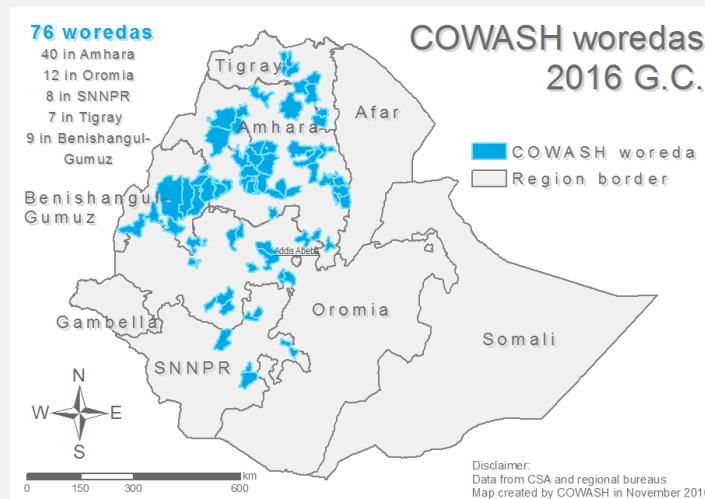 76 woredas
40 in Amhara
12 in Oromia
8 in SNNPR
7 in Tigray
9 in Benishangul-
Gumuz
COWASH woredas
2016 G.C.
COWASH woreda
Region border
Tigray
Afar
Amhara
Benishangul-
Gumuz
Addis Abeba
Oromia
Gambella
Somali
SNNPR
N
W E
S
km
0 150 300 600
Disclaimer:
Data from CSA and regional bureaus
Map created by COWASH in November 2016